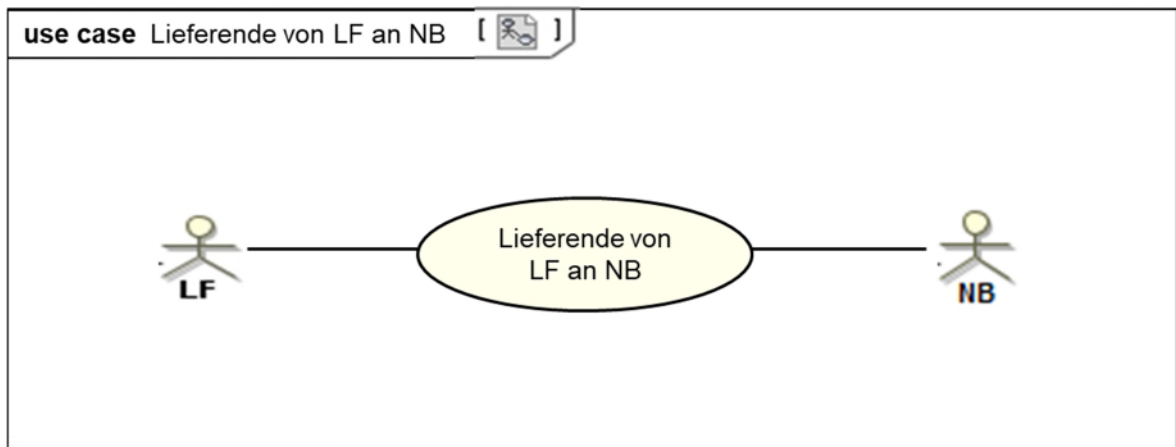 use case Lieferende von LF an NB [ ]
Lieferende von
LF an NB
LF
NB